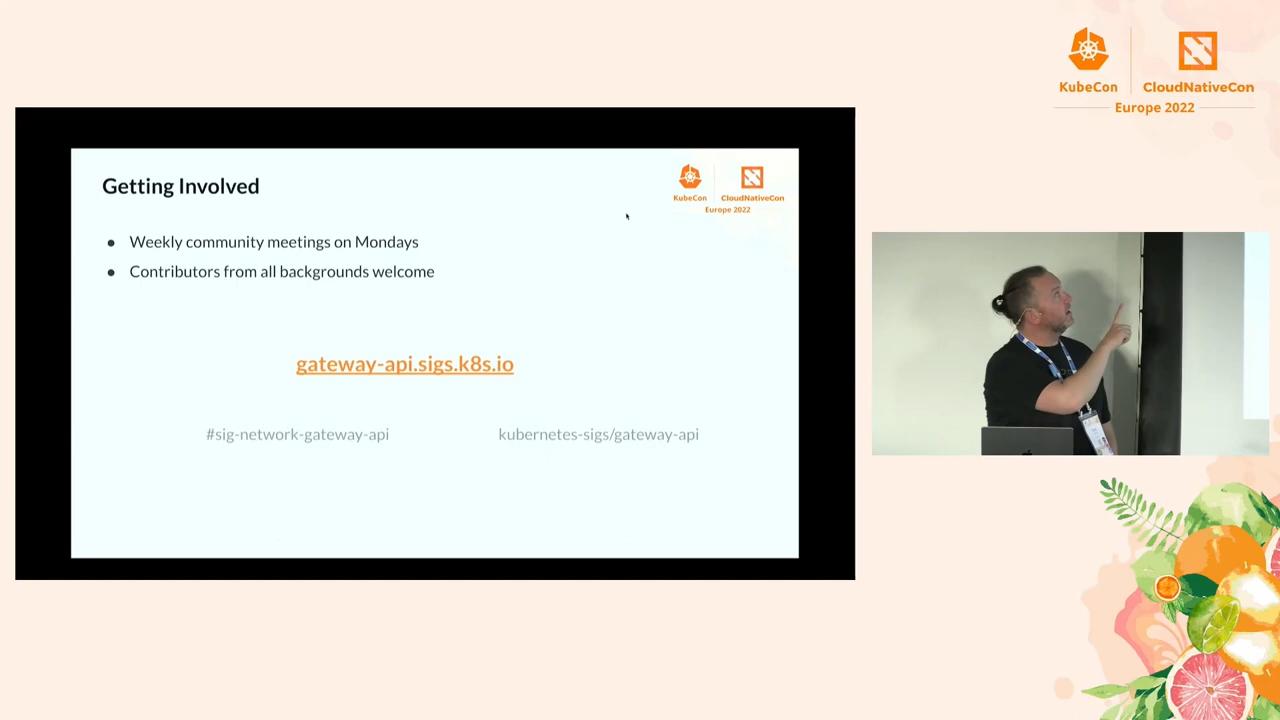 KubeCon
CloudNativeCon
Europe 2022
Getting Involved
KubeCon
CloudNativeCon
Europe 2022
● Weekly community meetings on Mondays
● Contributors from all backgrounds welcome
gateway-api.sigs.k8s.io
#sig-network-gateway-api
kubernetes-sigs/gateway-api